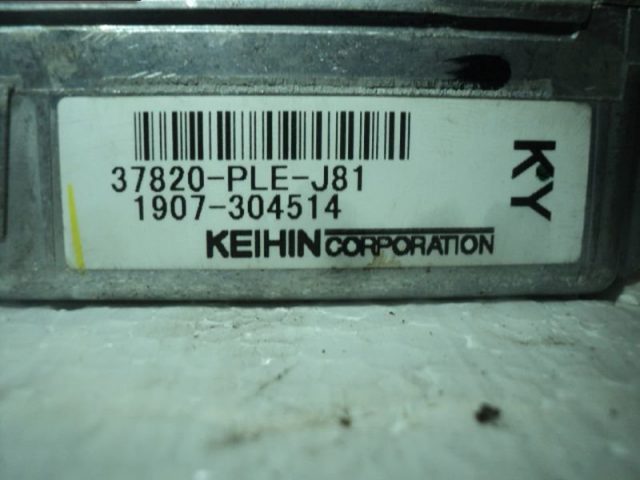 37820-PLE-J81
1907-304514
KEIHIN CORPORATION
KY